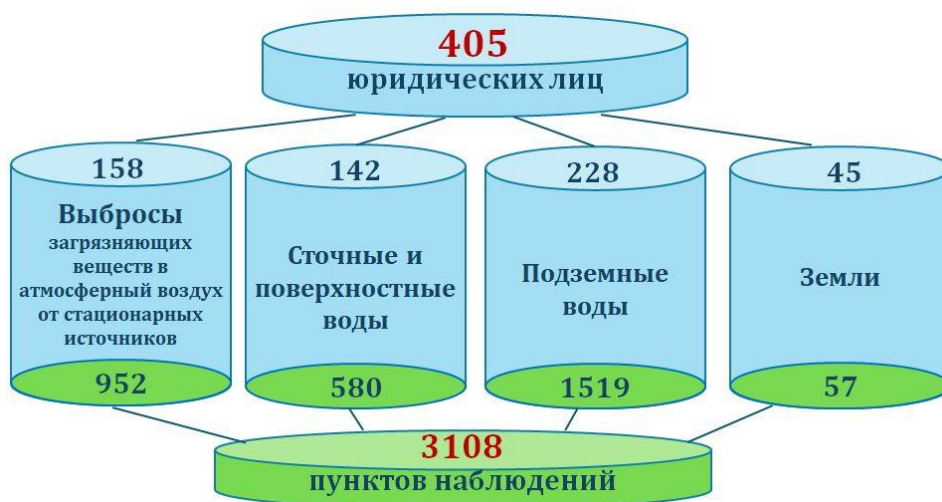 405
юридических лиц
158
Выбросы
загрязняющих
веществ в
атмосферный воздух
от стационарных
источников
952
142
Сточные и
поверхностные
воды
580
228
Подземные
воды
1519
45
Земли
57
3108
пунктов наблюдений